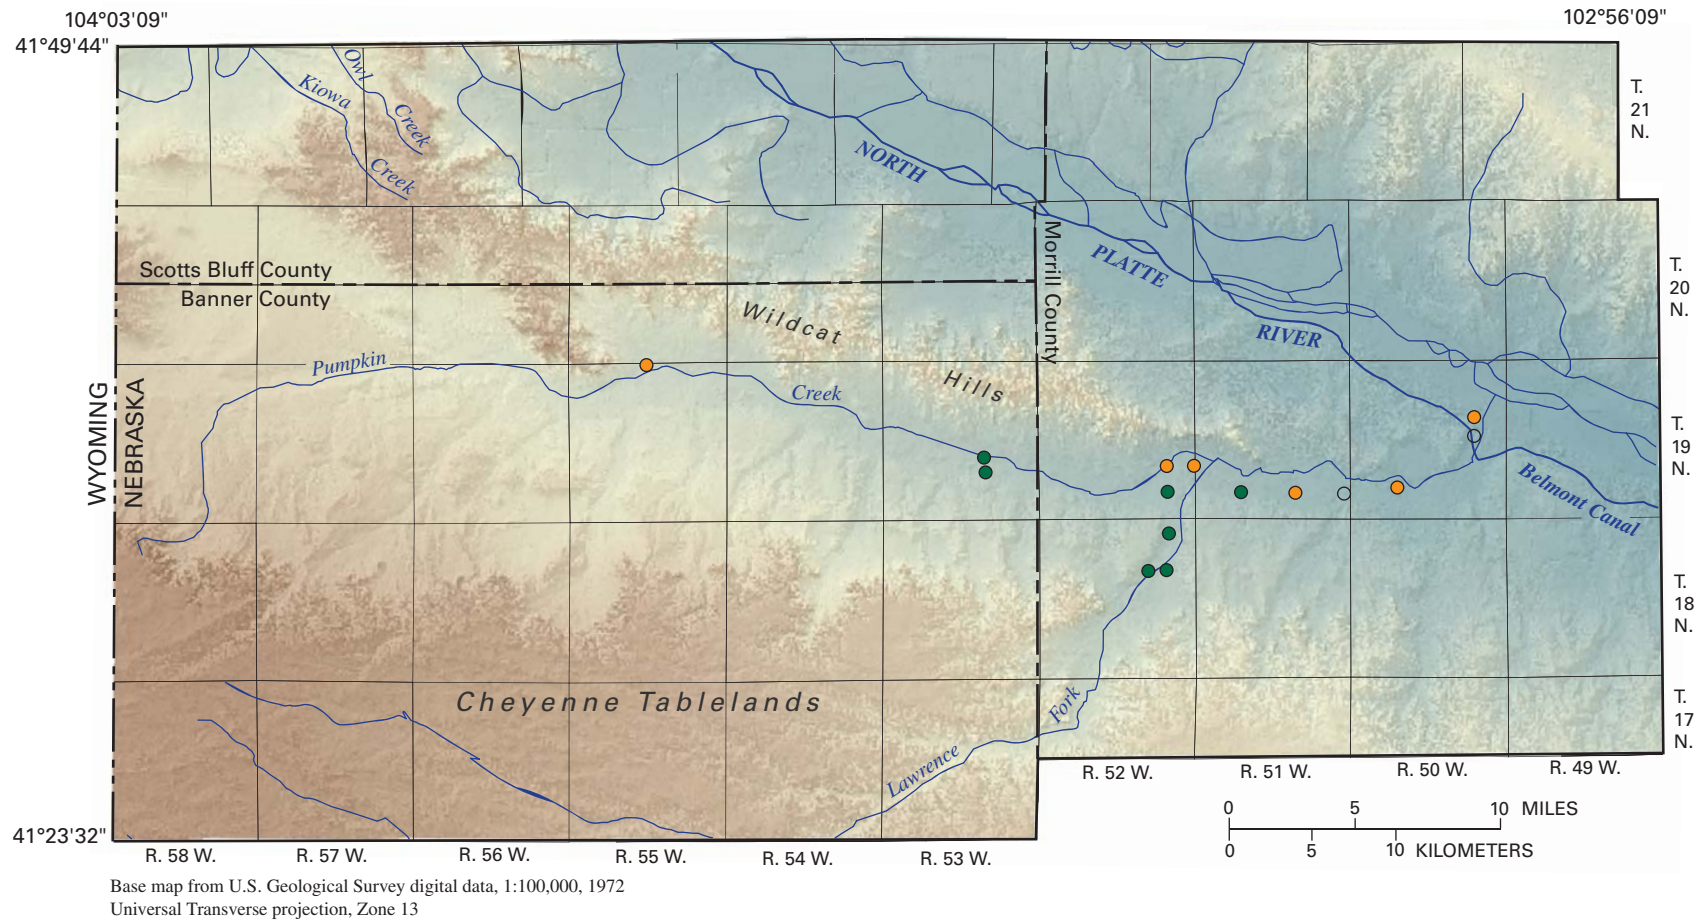 104°03'09"
102°56'09"
41°49'44"
Owl
Creek
Kiowa
Creek
T.
21
N.
NORTH
PLATTE
RIVER
Morrill County
Scotts Bluff County
Banner County
T.
20
N.
Wildcat
Hills
Pumpkin
Creek
WYOMING
NEBRASKA
T.
19
N.
Belmont Canal
T.
18
N.
Cheyenne Tablelands
Lawrence
Fork
T.
17
N.
R. 52 W.
R. 51 W.
R. 50 W.
R. 49 W.
41°23'32"
R. 58 W.
R. 57 W.
R. 56 W.
R. 55 W.
R. 54 W.
R. 53 W.
0 5 10 MILES
0 5 10 KILOMETERS
Base map from U.S. Geological Survey digital data, 1:100,000, 1972
Universal Transverse projection, Zone 13